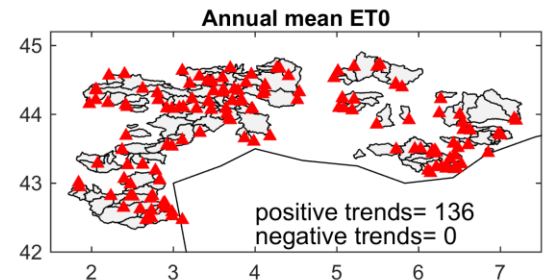 Annual mean ET0
45
44
43
42
positive trends= 136
negative trends= 0
2 3 4 5 6 7